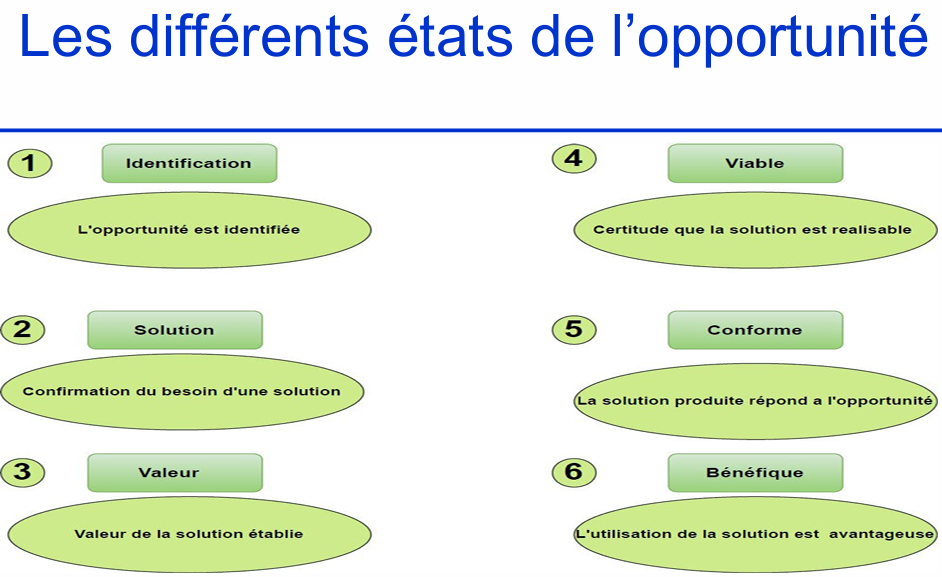 Les différents états de l’opportunité
1
Identification
L'opportunité est identifiée
2
Solution
Confirmation du besoin d'une solution
3
Valeur
Valeur de la solution établie
4
Viable
Certitude que la solution est realisable
5
Conforme
La solution produite répond a l'opportunité
6
Bénéfique
L'utilisation de la solution est  avantageuse